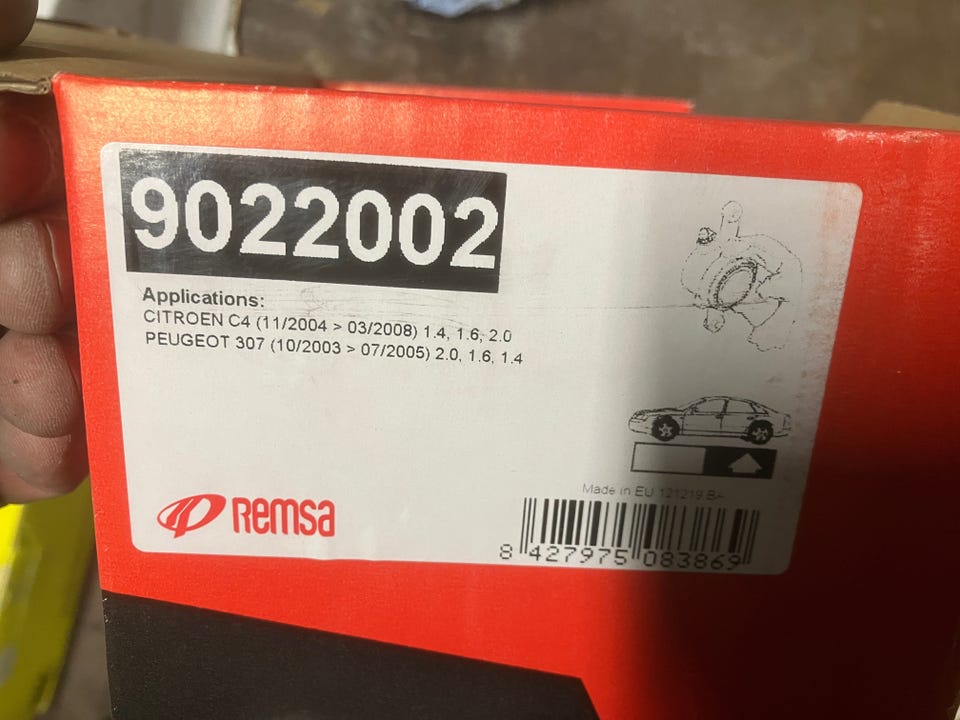 9022002
Applications:
CITROEN C4 (11/2004 > 03/2008) 1.4, 1.6, 2.0
PEUGEOT 307 (10/2003 > 07/2005) 2.0, 1.6, 1.4
Made in EU 121219.BA
REMSA
8 427975 083869